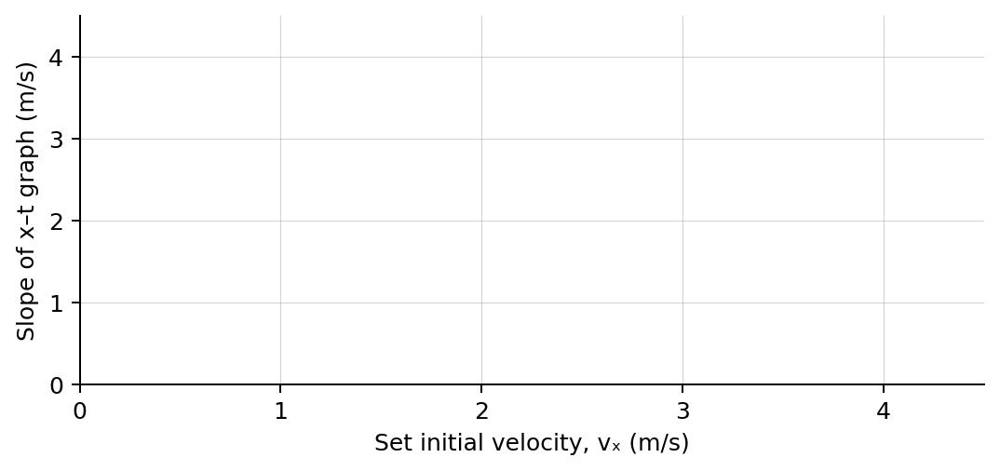 Slope of x–t graph (m/s)
4
3
2
1
0
0 1 2 3 4
Set initial velocity, vₓ (m/s)